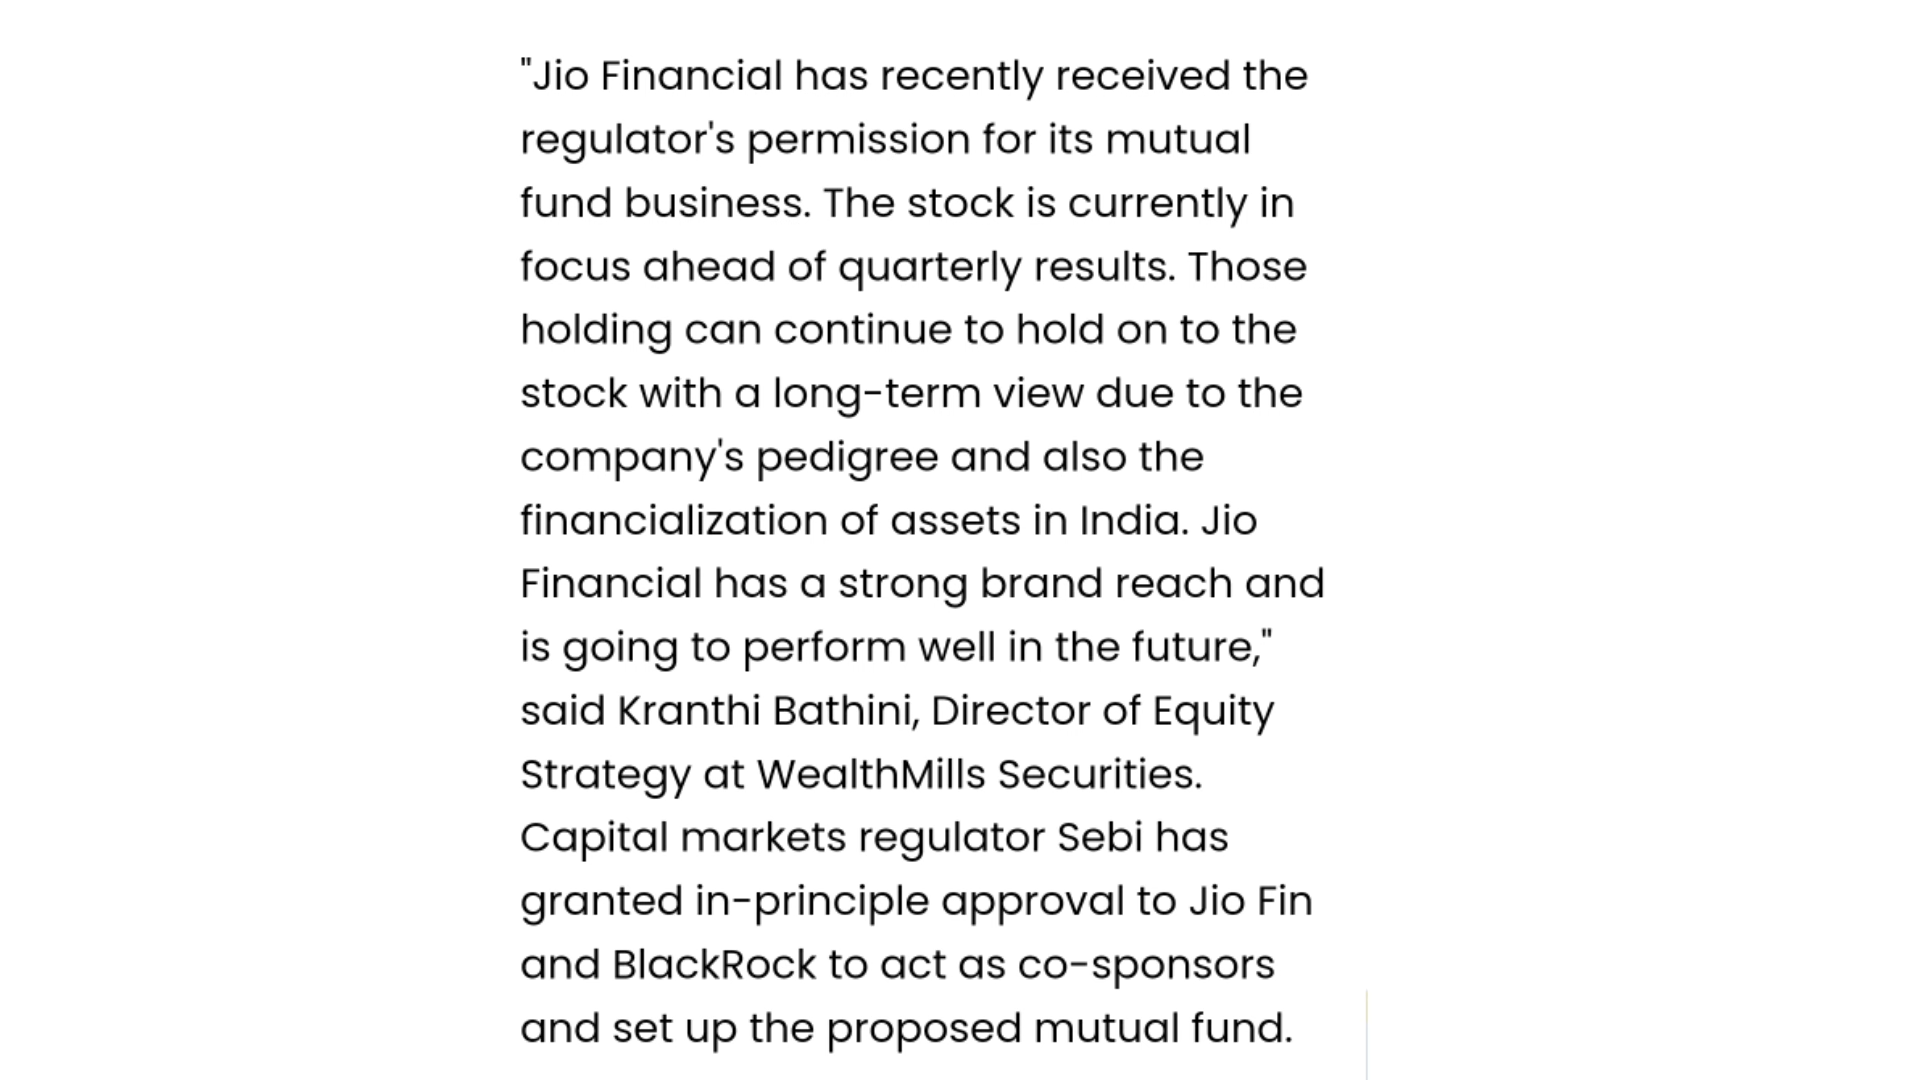 "Jio Financial has recently received the
regulator's permission for its mutual
fund business. The stock is currently in
focus ahead of quarterly results. Those
holding can continue to hold on to the
stock with a long-term view due to the
company's pedigree and also the
financialization of assets in India. Jio
Financial has a strong brand reach and
is going to perform well in the future,"
said Kranthi Bathini, Director of Equity
Strategy at WealthMills Securities.
Capital markets regulator Sebi has
granted in-principle approval to Jio Fin
and BlackRock to act as co-sponsors
and set up the proposed mutual fund.